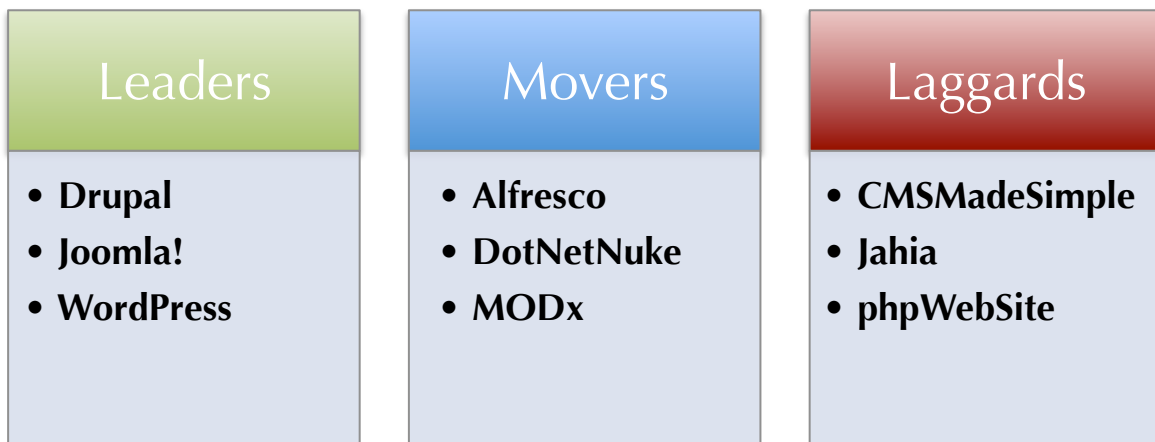 Leaders
• Drupal
• Joomla!
• WordPress
Movers
• Alfresco
• DotNetNuke
• MODx
Laggards
• CMSMadeSimple
• Jahia
• phpWebSite